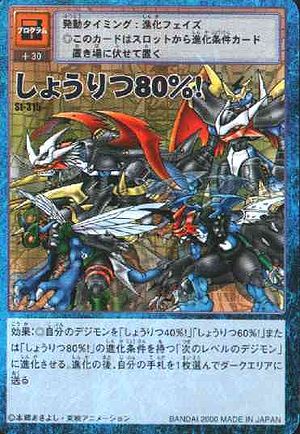 プログラム
+30
発動タイミング:進化フェイズ
◎このカードはスロットから進化条件カード
置き場に伏せて置く
しょうりつ80%!
St-315
効果:◎自分のデジモンを「しょうりつ40%!」「しょうりつ60%!」また
は「しょうりつ80%!」の進化条件を持つ「次のレベルのデジモン」
に進化させる。進化の後、自分の手札を1枚選んでダークエリアに
送る
©本郷あきよし・東映アニメーション
BANDAI 2000 MADE IN JAPAN